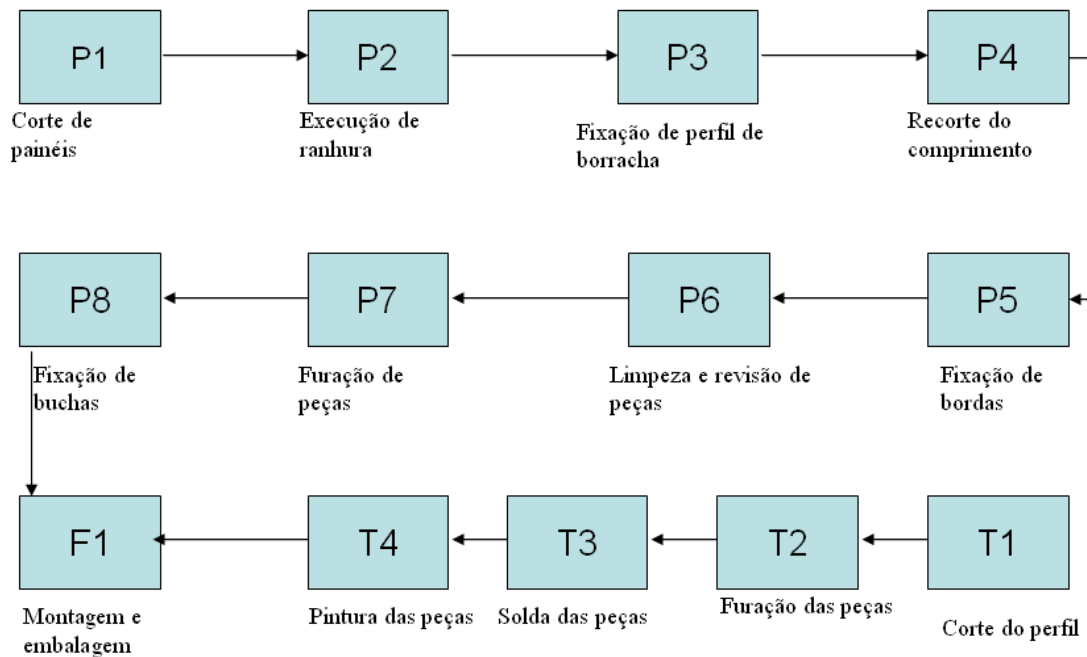 P1
P2
P3
P4
Corte de
painéis
Execução de
ranhura
Fixação de perfil de
borracha
Recorte do
comprimento
P8
P7
P6
P5
Fixação de
buchas
Furação de
peças
Limpeza e revisão de
peças
Fixação de
bordas
F1
T4
T3
T2
T1
Montagem e
embalagem
Pintura das peças
Solda das peças
Furação das peças
Corte do perfil